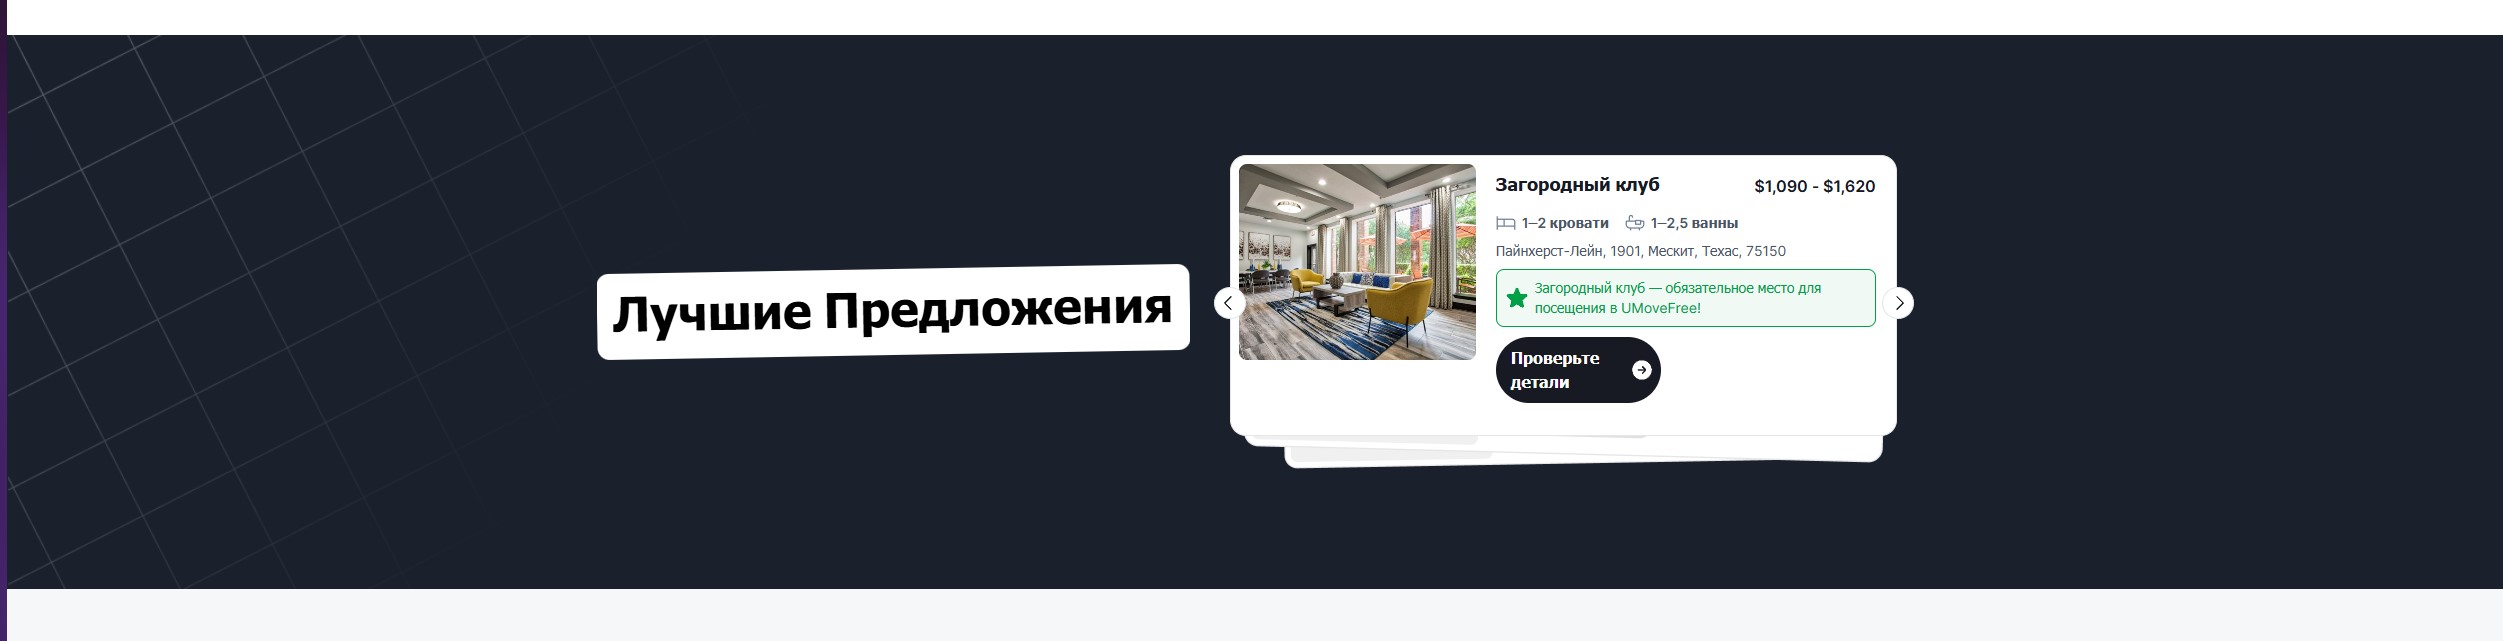 Лучшие Предложения
Загородный клуб
$1,090 - $1,620
1–2 кровати
1–2,5 ванны
Пайнхерст-Лейн, 1901, Мескит, Техас, 75150
Загородный клуб — обязательное место для
посещения в UMoveFree!
Проверьте
детали